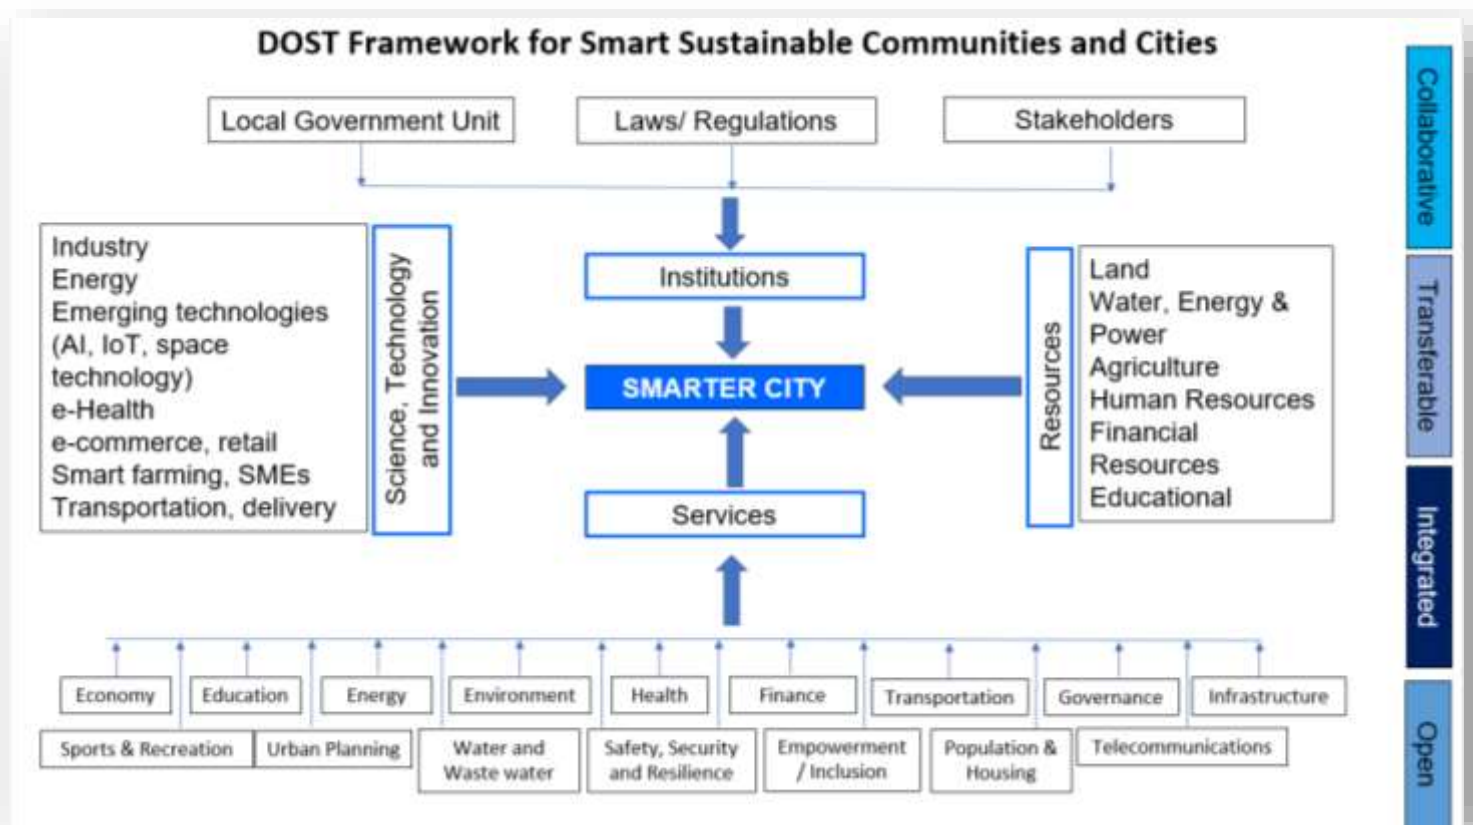 DOST Framework for Smart Sustainable Communities and Cities
Local Government Unit
Laws/ Regulations
Stakeholders
Industry
Energy
Emerging technologies
(AI, IoT, space
technology)
e-Health
e-commerce, retail
Smart farming, SMEs
Transportation, delivery
Science, Technology
and Innovation
Institutions
SMARTER CITY
Services
Resources
Land
Water, Energy &
Power
Agriculture
Human Resources
Financial
Resources
Educational
Economy
Education
Energy
Environment
Health
Finance
Transportation
Governance
Infrastructure
Sports & Recreation
Urban Planning
Water and
Waste water
Safety, Security
and Resilience
Empowerment
/ Inclusion
Population &
Housing
Telecommunications
Collaborative
Transferable
Integrated
Open